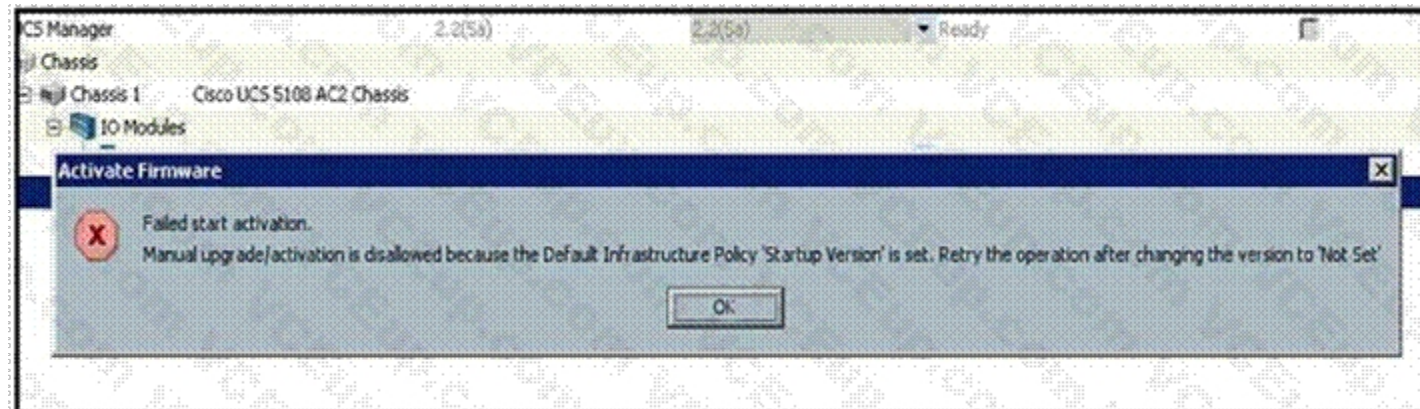 UCS Manager 2.2(5a) 2.2(5a) Ready
Chassis
Chassis 1 Cisco UCS 5108 AC2 Chassis
IO Modules
Activate Firmware
Failed start activation.
Manual upgrade/activation is disallowed because the Default Infrastructure Policy 'Startup Version' is set. Retry the operation after changing the version to 'Not Set'
OK